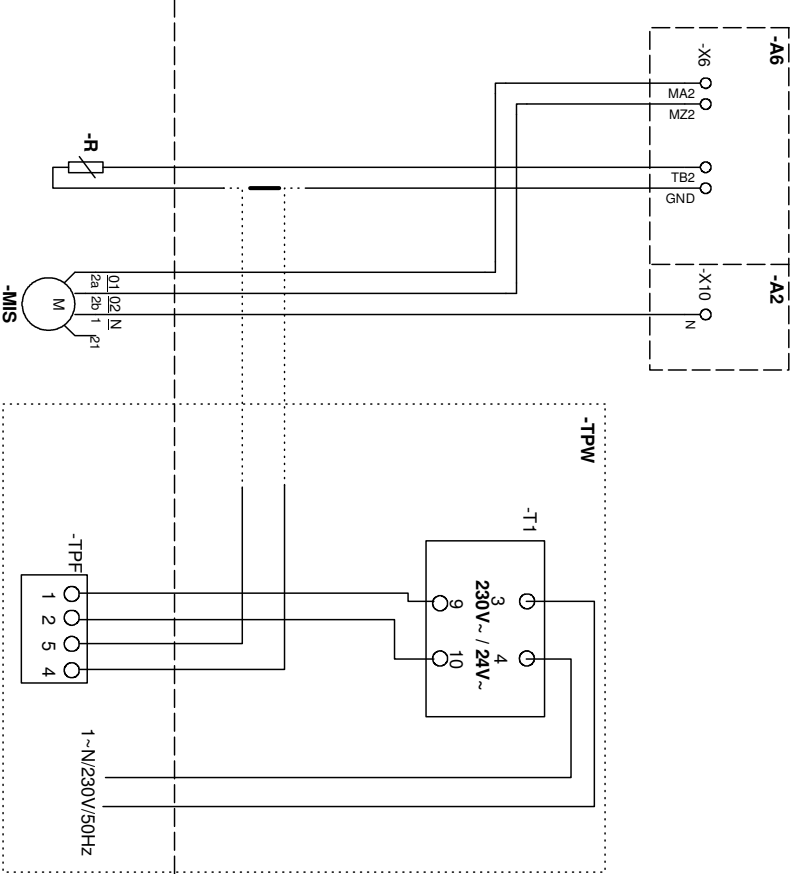 -A6
-X6
MA2
MZ2
TB2
GND
-A2
-X10
N
-R
-MIS
M
01 02 N
2a 2b 1
21
-TPW
-T1
3
4
230V~ / 24V~
9
10
-TPF
1
2
5
4
1~N/230V/50Hz